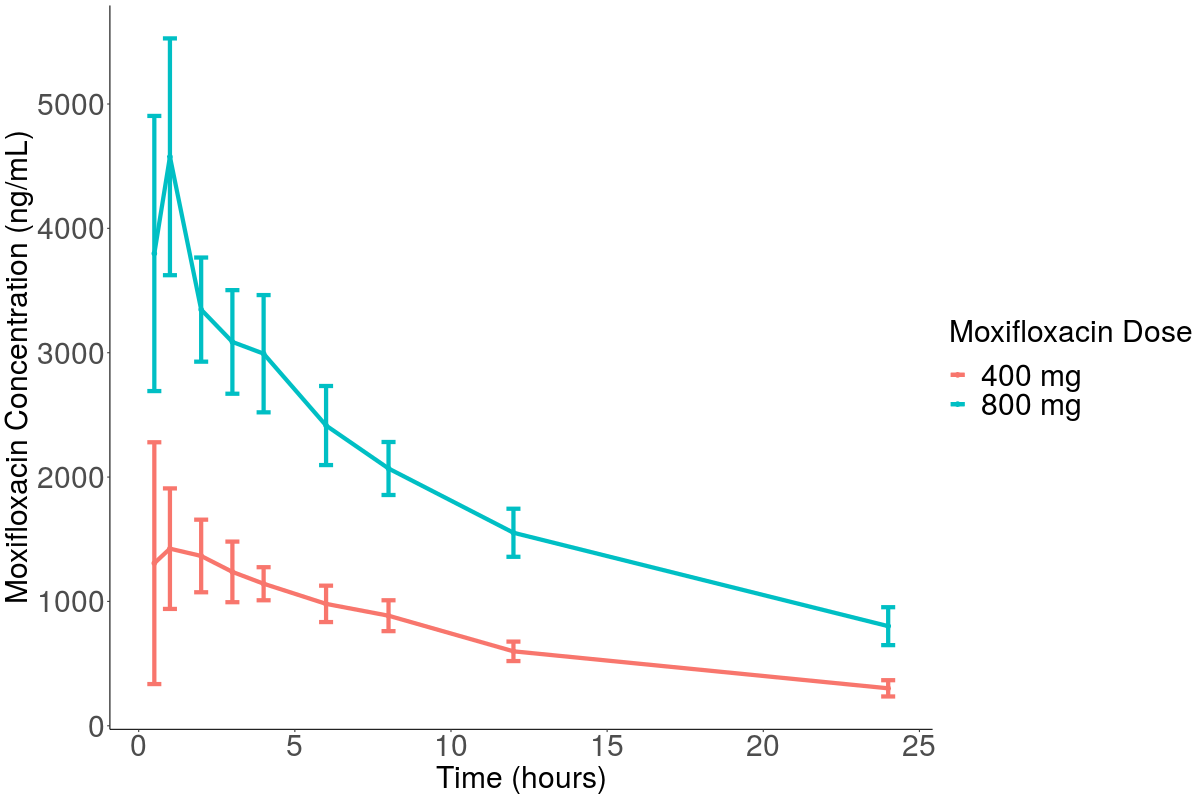 Moxifloxacin Concentration (ng/mL)
5000
4000
3000
2000
1000
0
0 5 10 15 20 25
Time (hours)
Moxifloxacin Dose
400 mg
800 mg